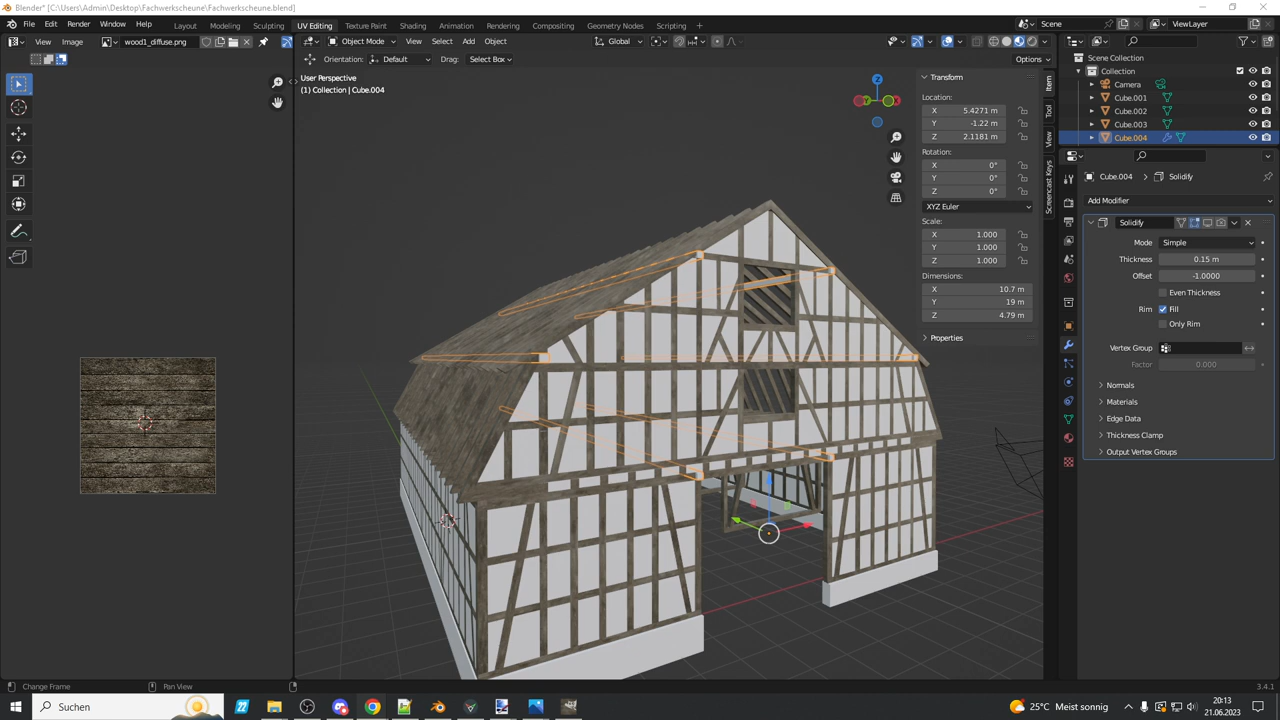 Blender* [C:\Users\Admin\Desktop\Fachwerkscheune\Fachwerkscheune.blend]
File Edit Render Window Help Layout Modeling Sculpting UV Editing Texture Paint Shading Animation Rendering Compositing Geometry Nodes Scripting + Scene ViewLayer
View Image wood1_diffuse.png Object Mode View Select Add Object Global
Orientation: Default Drag: Select Box Options
User Perspective
(1) Collection | Cube.004
Transform
Location:
X 5.4271 m
Y -1.22 m
Z 2.1181 m
Rotation:
X 0°
Y 0°
Z 0°
XYZ Euler
Scale:
X 1.000
Y 1.000
Z 1.000
Dimensions:
X 10.7 m
Y 19 m
Z 4.79 m
Properties
Item
Tool
View
Screencast Keys
Z
Y
X
Scene Collection
Collection
Camera
Cube.001
Cube.002
Cube.003
Cube.004
Cube.004 Solidify
Add Modifier
Solidify
Mode Simple
Thickness 0.15 m
Offset -1.0000
Even Thickness
Rim Fill
Only Rim
Vertex Group
Factor 0.000
Normals
Materials
Edge Data
Thickness Clamp
Output Vertex Groups
Change Frame Pan View 3.4.1
Suchen 25°C Meist sonnig 20:13
21.06.2023